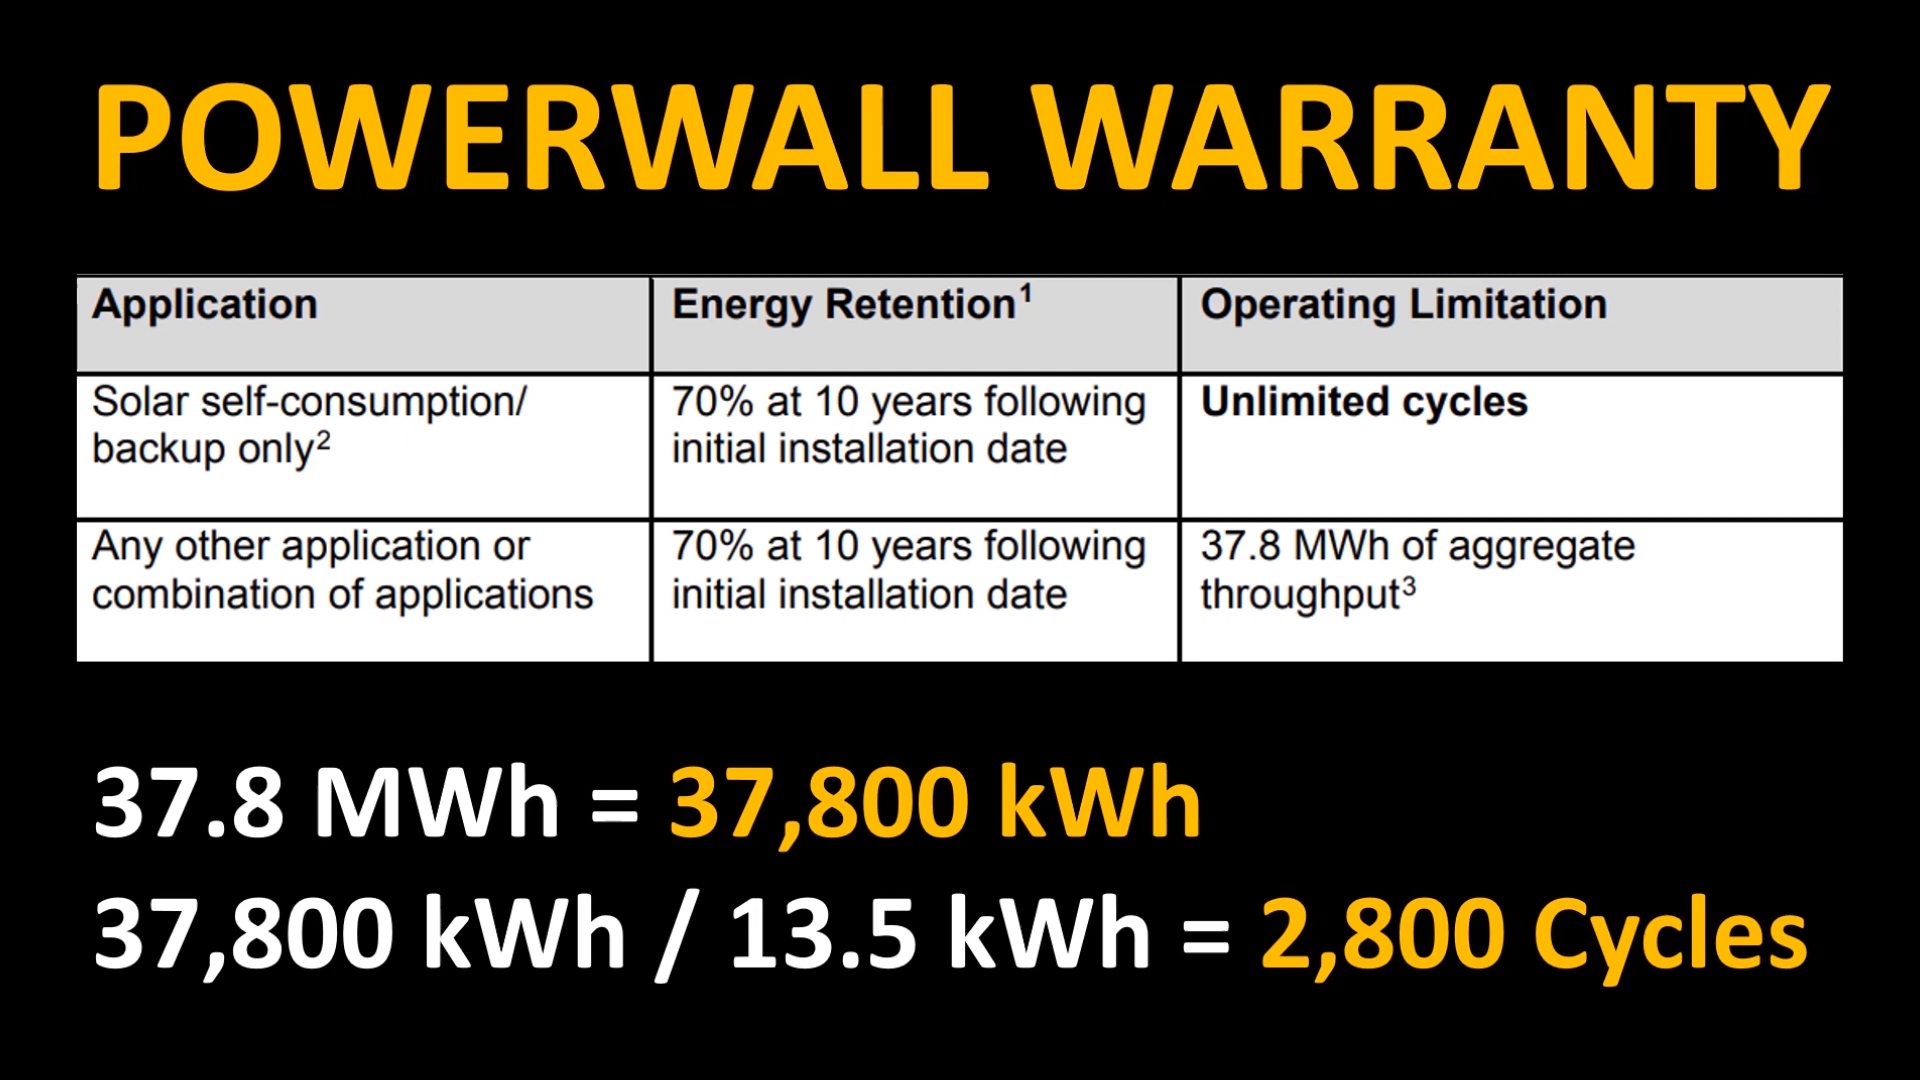 POWERWALL WARRANTY
Application
Energy Retention¹
Operating Limitation
Solar self-consumption/
backup only²
70% at 10 years following
initial installation date
Unlimited cycles
Any other application or
combination of applications
70% at 10 years following
initial installation date
37.8 MWh of aggregate
throughput³
37.8 MWh = 37,800 kWh
37,800 kWh / 13.5 kWh = 2,800 Cycles